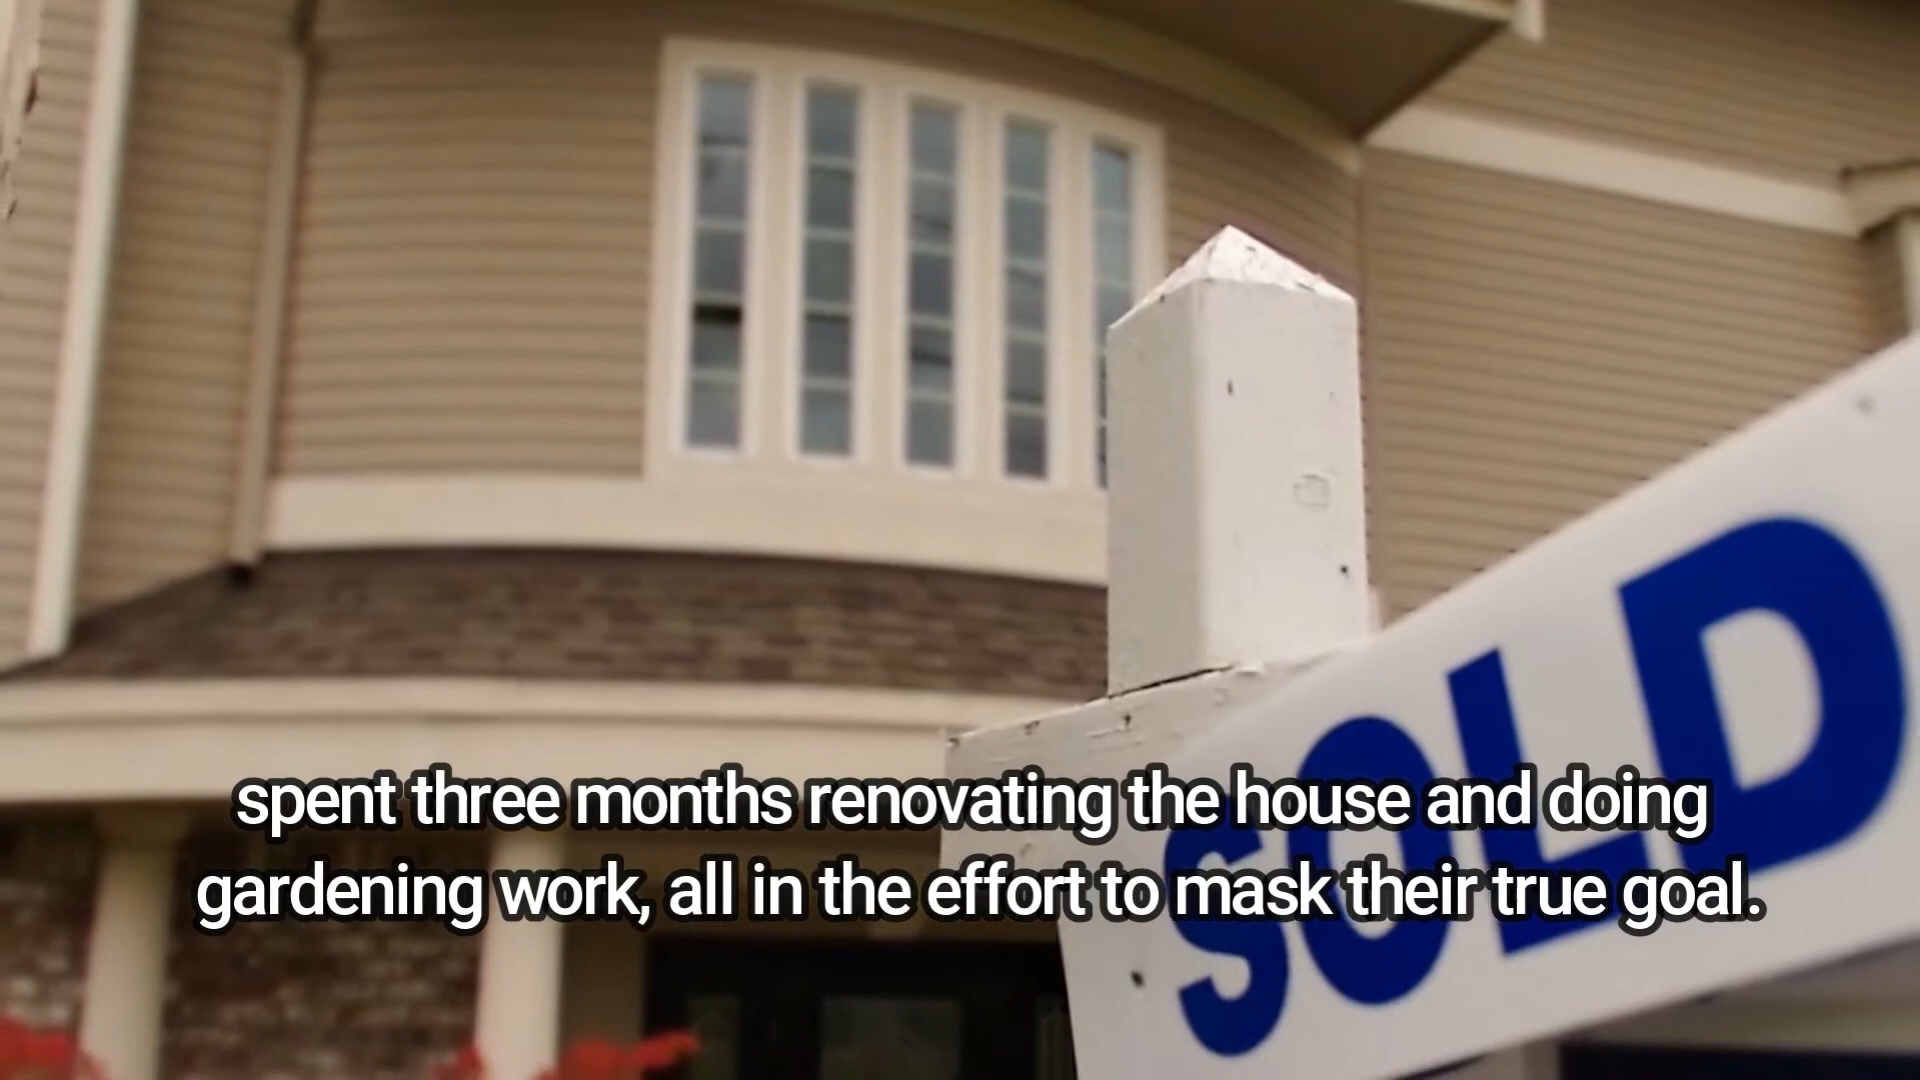 SOLD
spent three months renovating the house and doing
gardening work, all in the effort to mask their true goal.